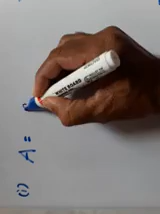 (i) A =
WHITE BOARD